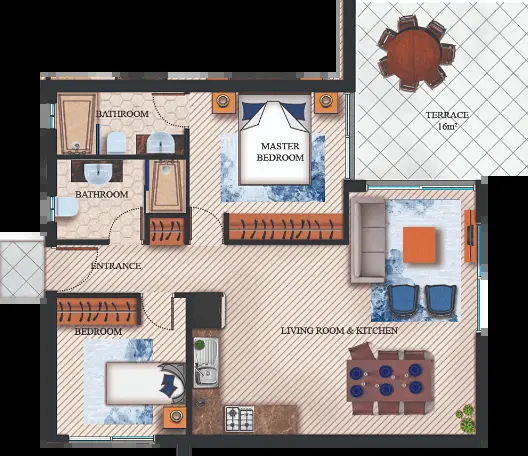 BATHROOM
MASTER
BEDROOM
TERRACE
16m²
BATHROOM
ENTRANCE
BEDROOM
LIVING ROOM & KITCHEN